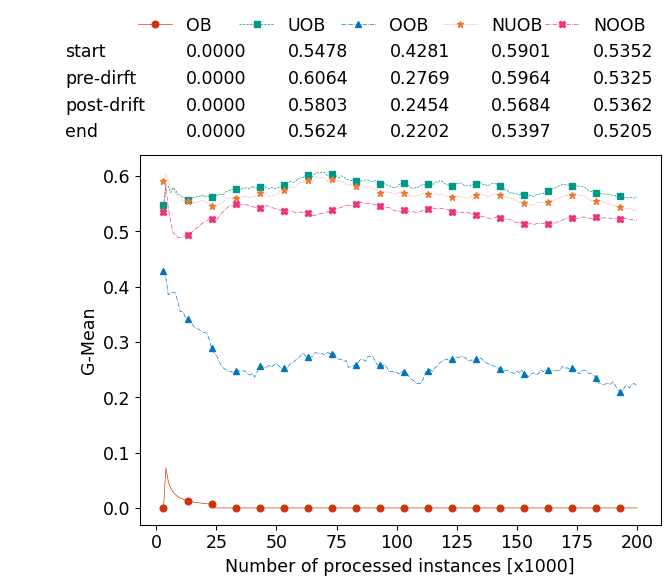 OB UOB OOB NUOB NOOB
start 0.0000 0.5478 0.4281 0.5901 0.5352
pre-dirft 0.0000 0.6064 0.2769 0.5964 0.5325
post-drift 0.0000 0.5803 0.2454 0.5684 0.5362
end 0.0000 0.5624 0.2202 0.5397 0.5205
0.6
0.5
0.4
0.3
0.2
0.1
0.0
G-Mean
0 25 50 75 100 125 150 175 200
Number of processed instances [x1000]